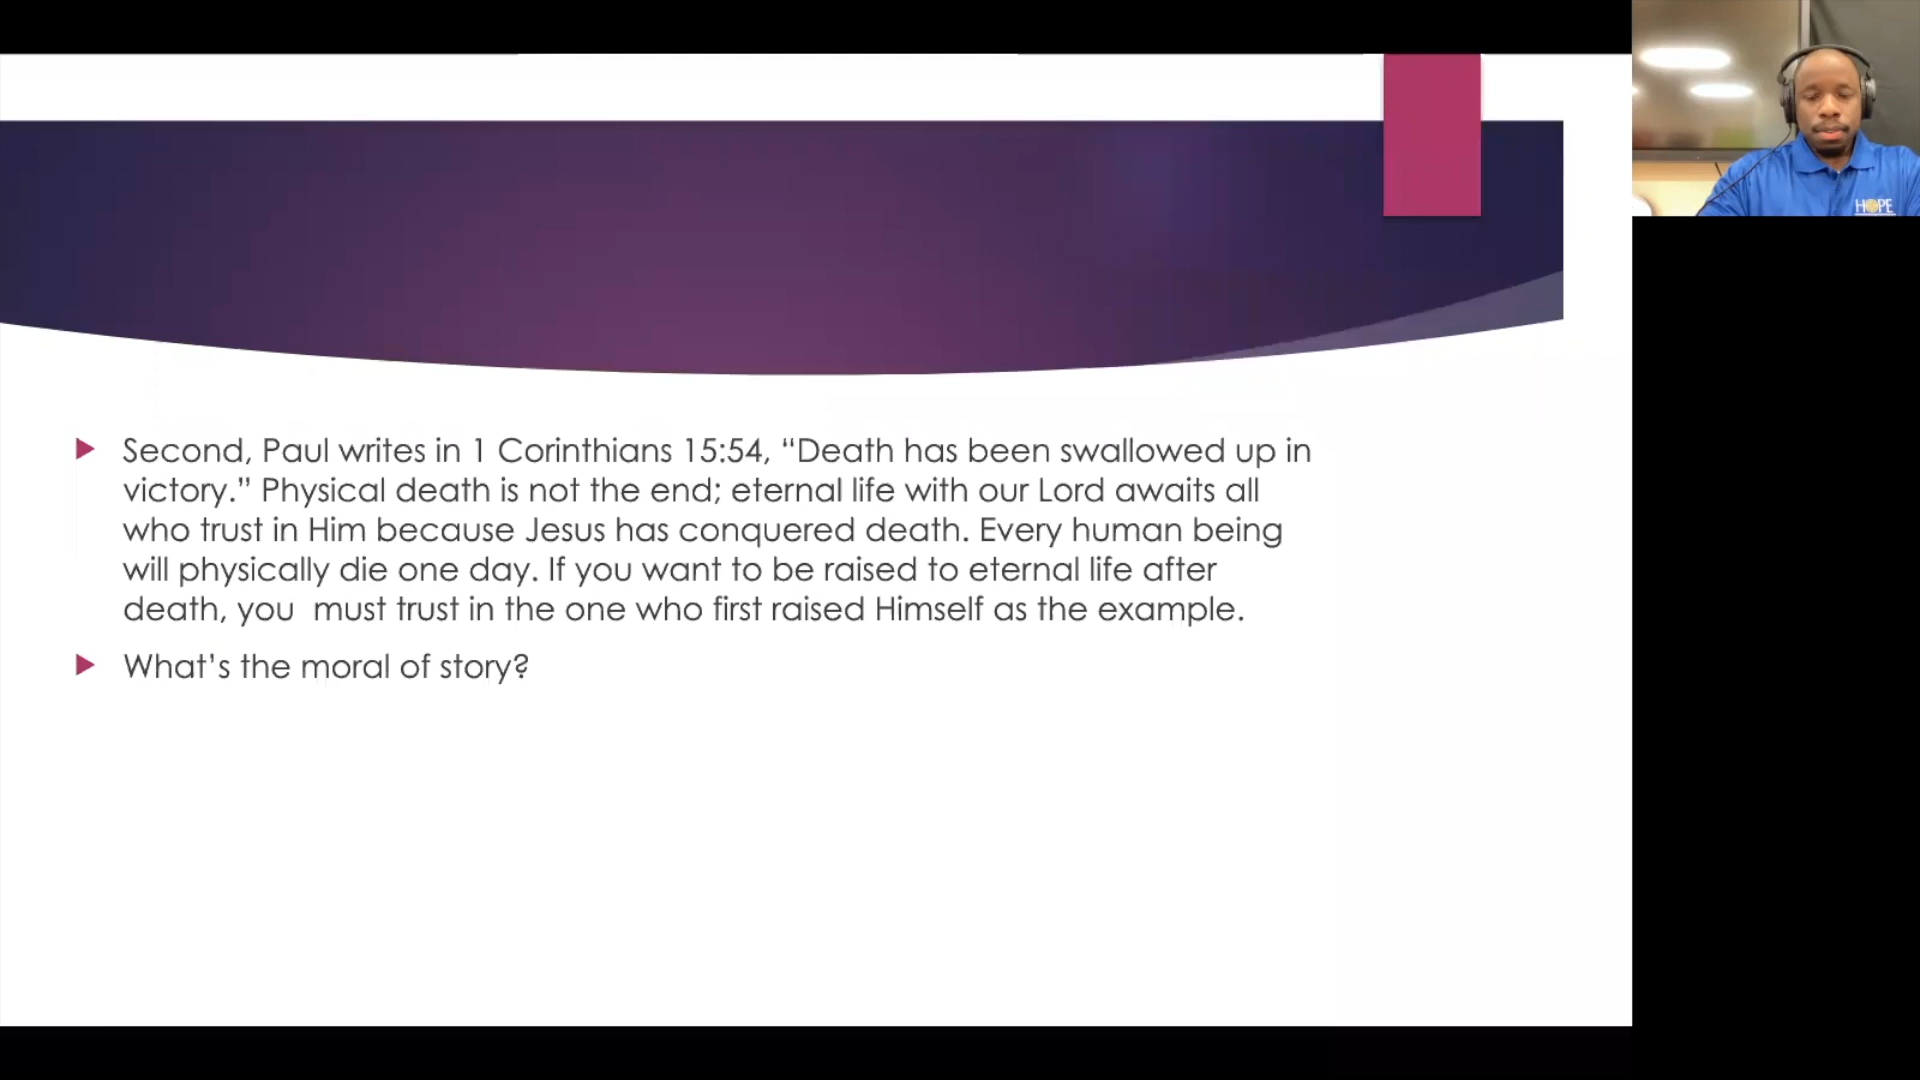 Second, Paul writes in 1 Corinthians 15:54, “Death has been swallowed up in
victory.” Physical death is not the end; eternal life with our Lord awaits all
who trust in Him because Jesus has conquered death. Every human being
will physically die one day. If you want to be raised to eternal life after
death, you  must trust in the one who first raised Himself as the example.
What’s the moral of story?
HOPE